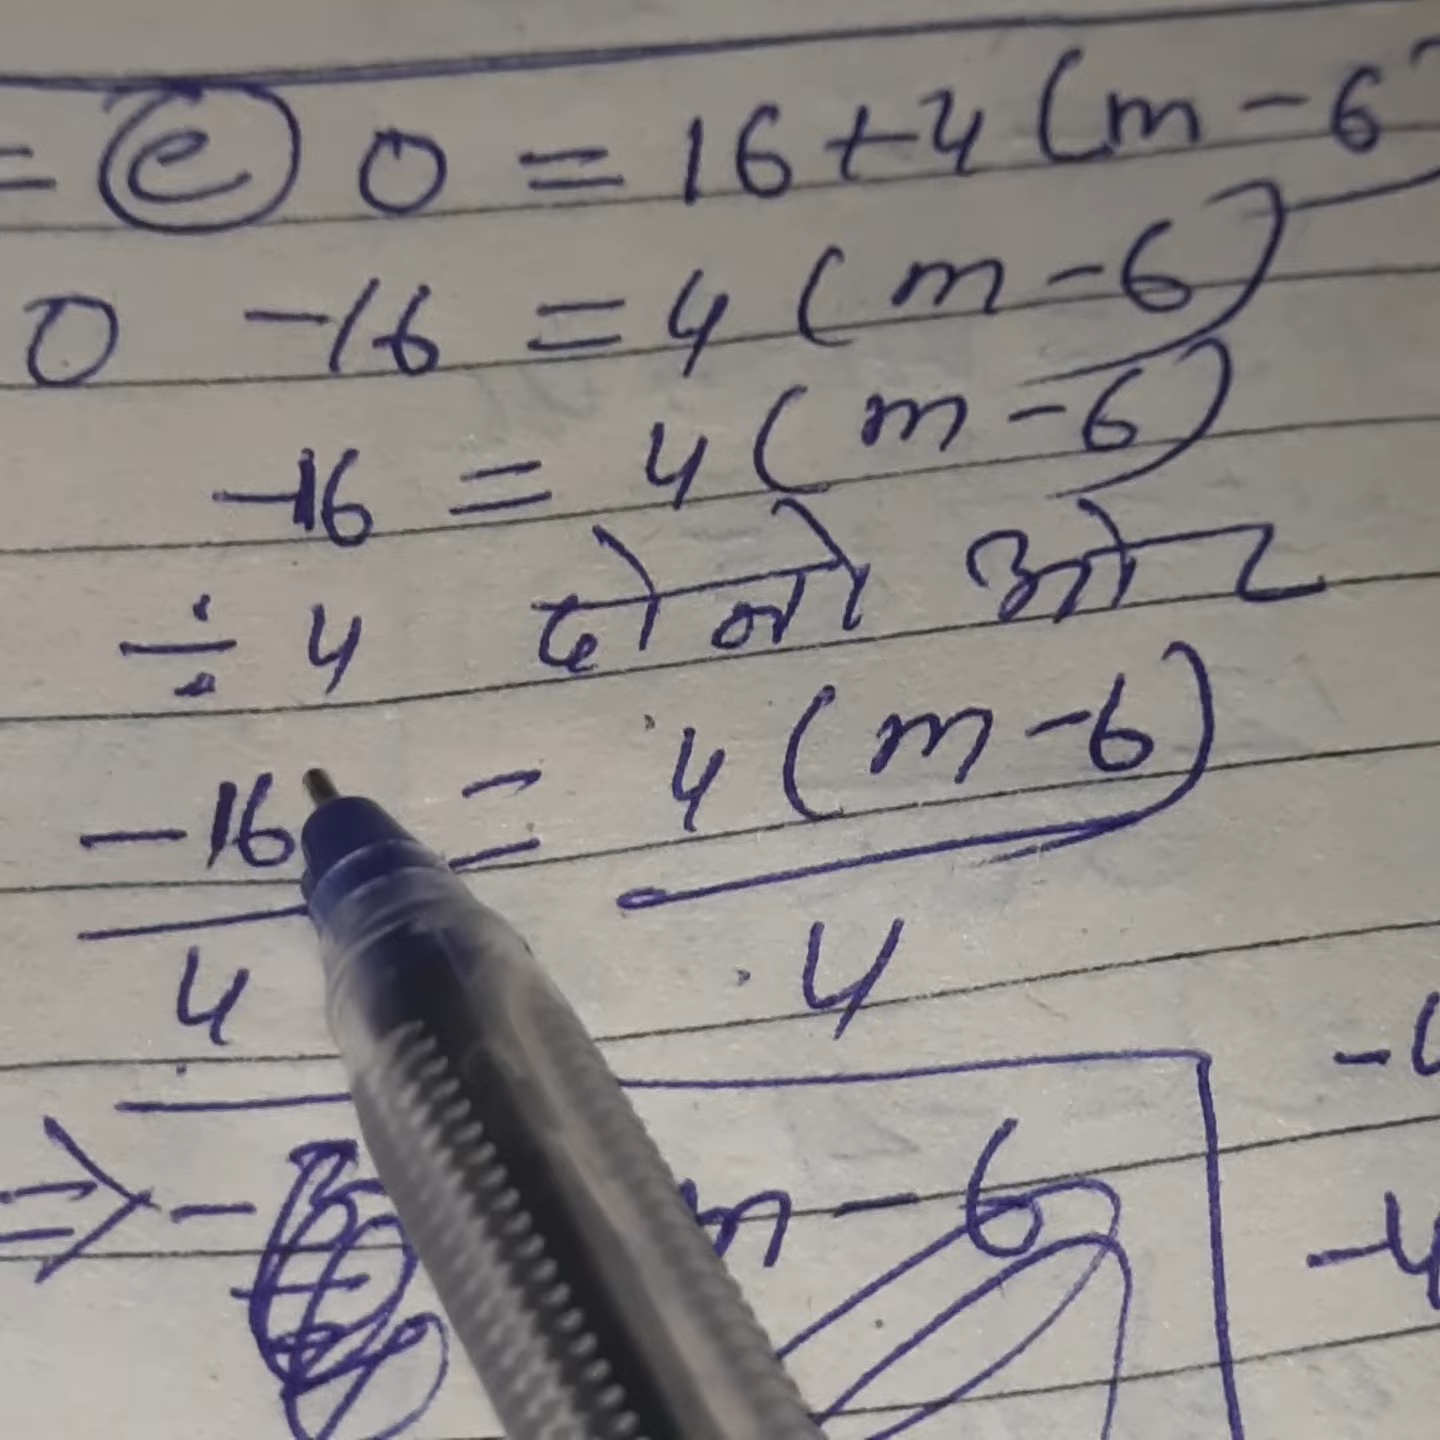 = (e) 0 = 16 + 4 (m - 6
0 -16 = 4 (m - 6)
-16 = 4 (m - 6)
÷ 4 दोनो ओर
-16/4 = 4 (m - 6)/4
⇒ - m - 6
-4